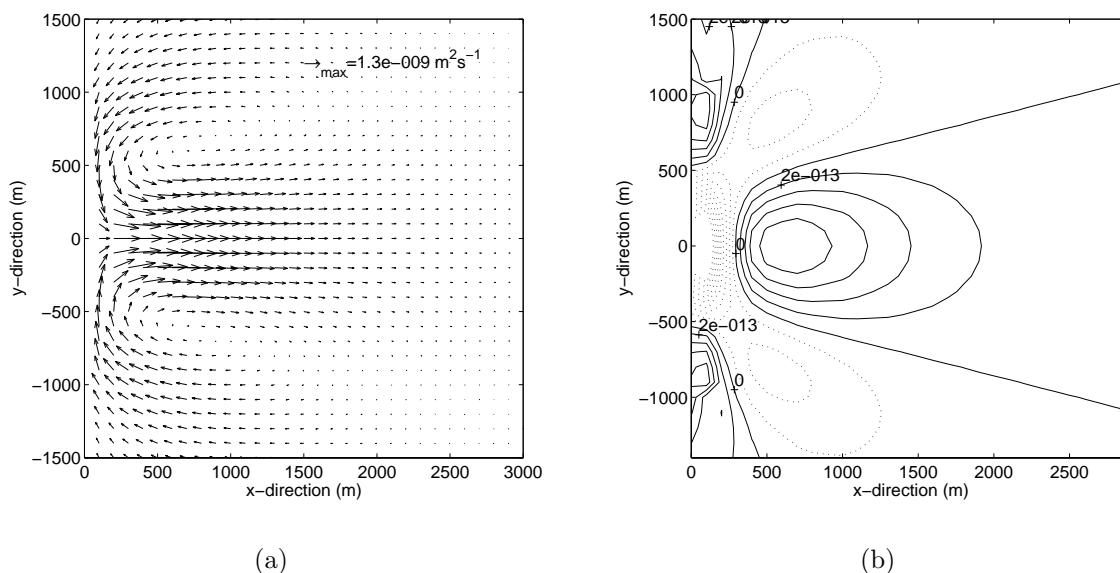 1500
1000
500
0
−500
−1000
−1500
y−direction (m)
0 500 1000 1500 2000 2500 3000
x−direction (m)
→max=1.3e−009 m²s⁻¹
(a)
1500
1000
500
0
−500
−1000
y−direction (m)
0 500 1000 1500 2000 2500
x−direction (m)
0
2e−013
0
2e−013
0
(b)